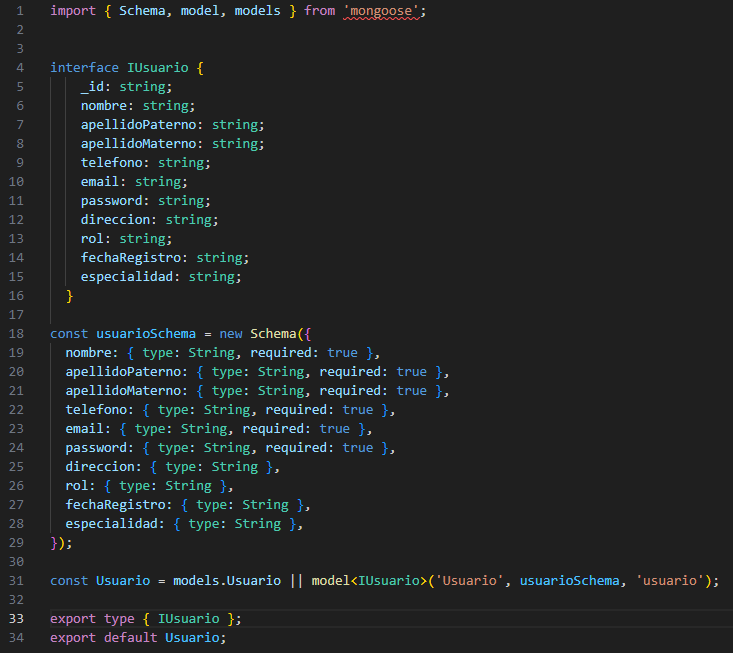 1 import { Schema, model, models } from 'mongoose';
2
3
4 interface IUsuario {
5     _id: string;
6     nombre: string;
7     apellidoPaterno: string;
8     apellidoMaterno: string;
9     telefono: string;
10     email: string;
11     password: string;
12     direccion: string;
13     rol: string;
14     fechaRegistro: string;
15     especialidad: string;
16   }
17
18 const usuarioSchema = new Schema({
19   nombre: { type: String, required: true },
20   apellidoPaterno: { type: String, required: true },
21   apellidoMaterno: { type: String, required: true },
22   telefono: { type: String, required: true },
23   email: { type: String, required: true },
24   password: { type: String, required: true },
25   direccion: { type: String },
26   rol: { type: String },
27   fechaRegistro: { type: String },
28   especialidad: { type: String },
29 });
30
31 const Usuario = models.Usuario || model<IUsuario>('Usuario', usuarioSchema, 'usuario');
32
33 export type { IUsuario };
34 export default Usuario;